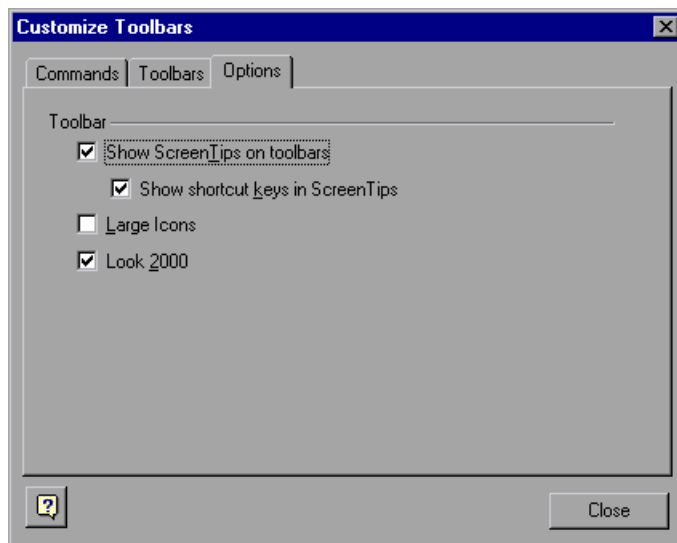 Customize Toolbars
Commands Toolbars Options
Toolbar
Show ScreenTips on toolbars
Show shortcut keys in ScreenTips
Large Icons
Look 2000
?
Close